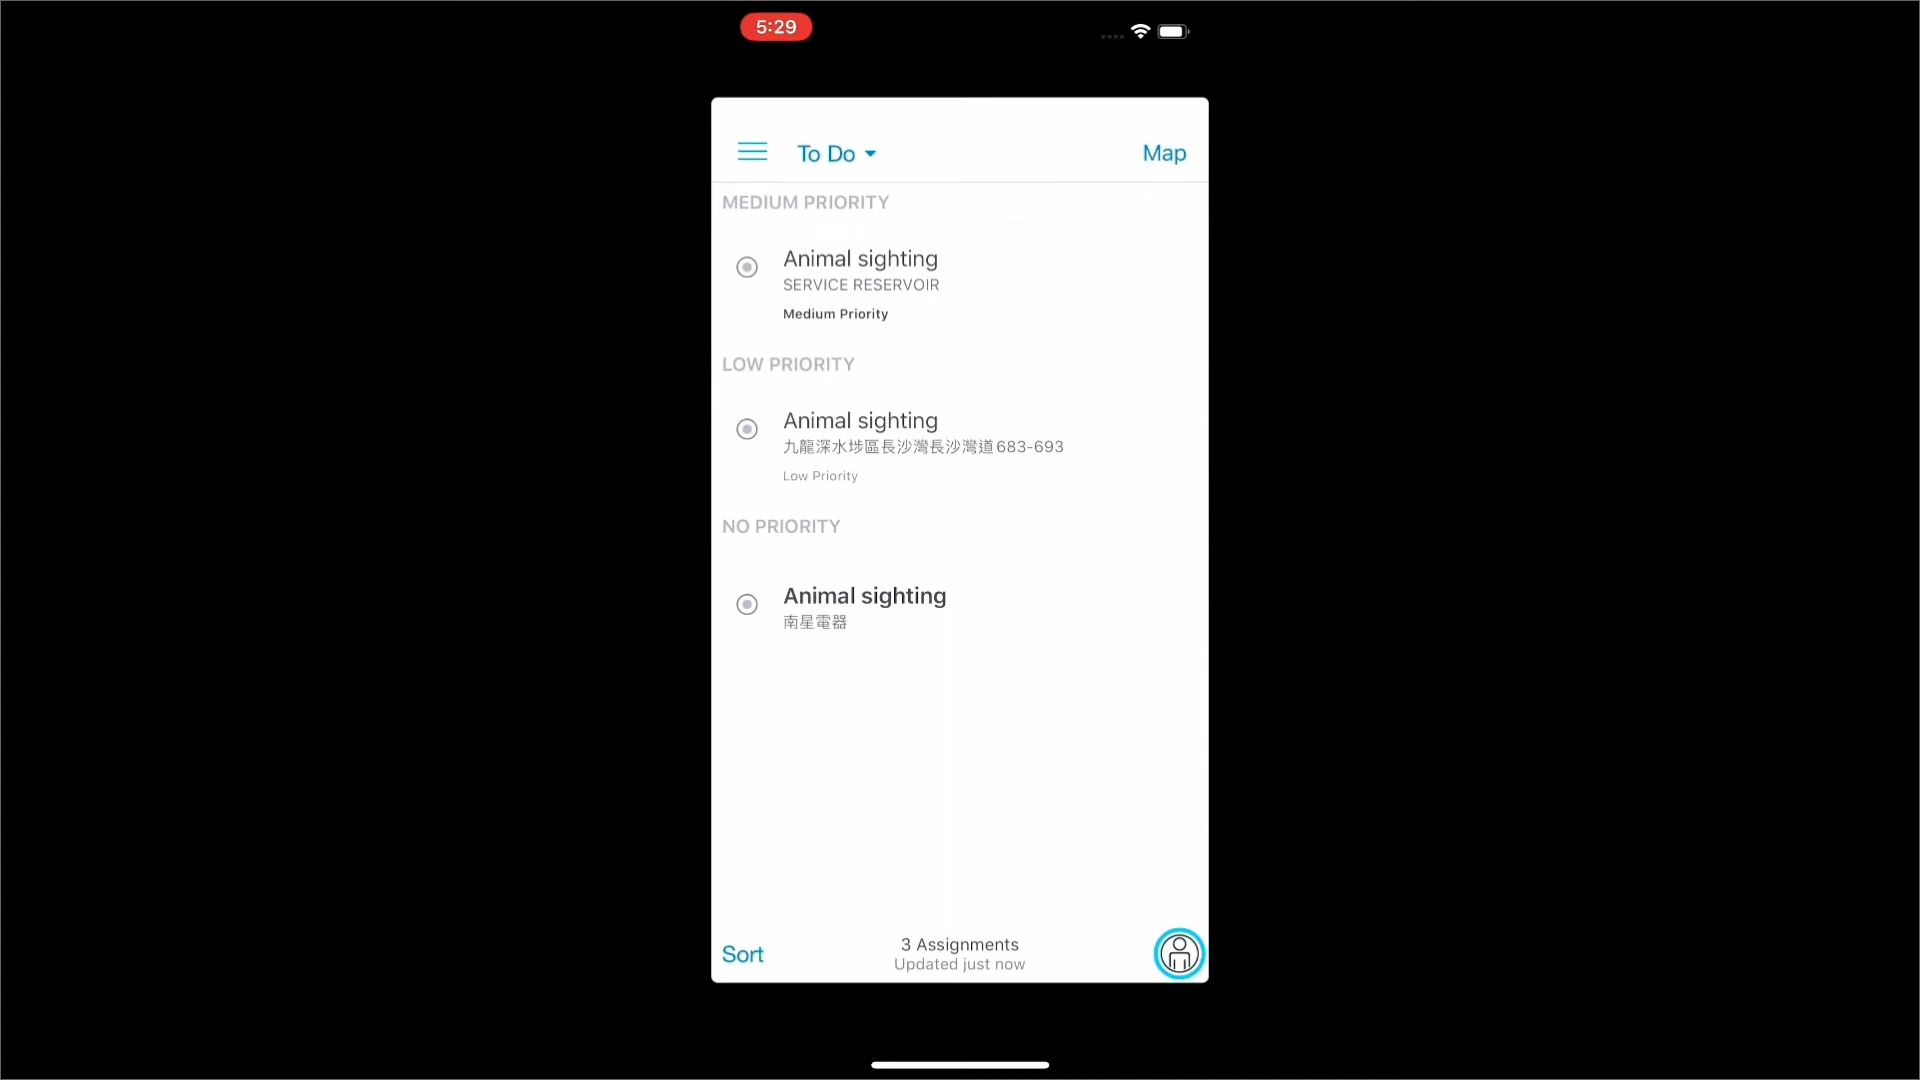 5:29
To Do
Map
MEDIUM PRIORITY
Animal sighting
SERVICE RESERVOIR
Medium Priority
LOW PRIORITY
Animal sighting
九龍深水埗區長沙灣長沙灣道683-693
Low Priority
NO PRIORITY
Animal sighting
南星電器
Sort
3 Assignments
Updated just now